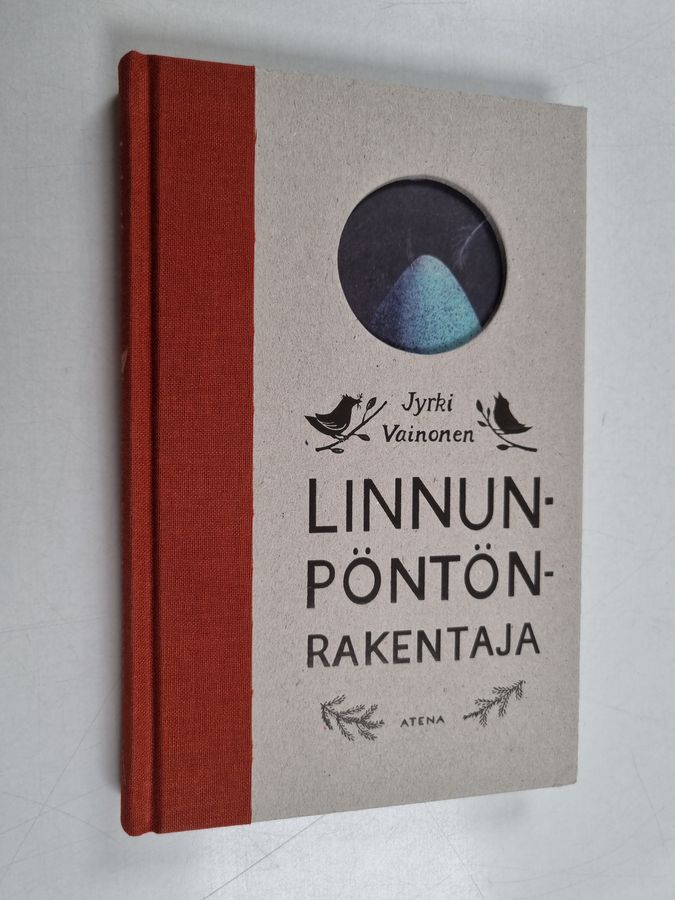 Jyrki
Vainonen
LINNUN-
PÖNTÖN-
RAKENTAJA
ATENA